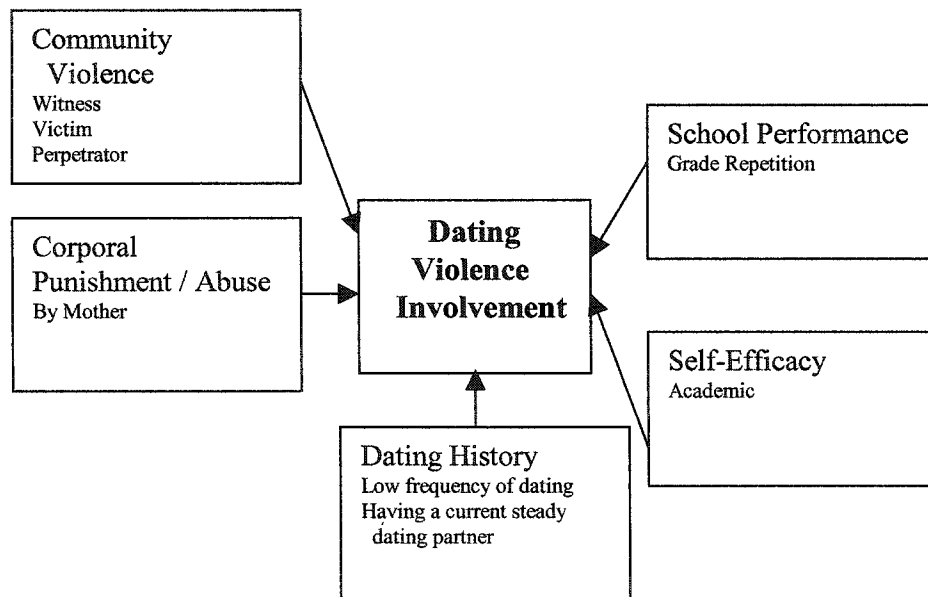 Community
Violence
Witness
Victim
Perpetrator
Corporal
Punishment / Abuse
By Mother
Dating
Violence
Involvement
School Performance
Grade Repetition
Self-Efficacy
Academic
Dating History
Low frequency of dating
Having a current steady
dating partner